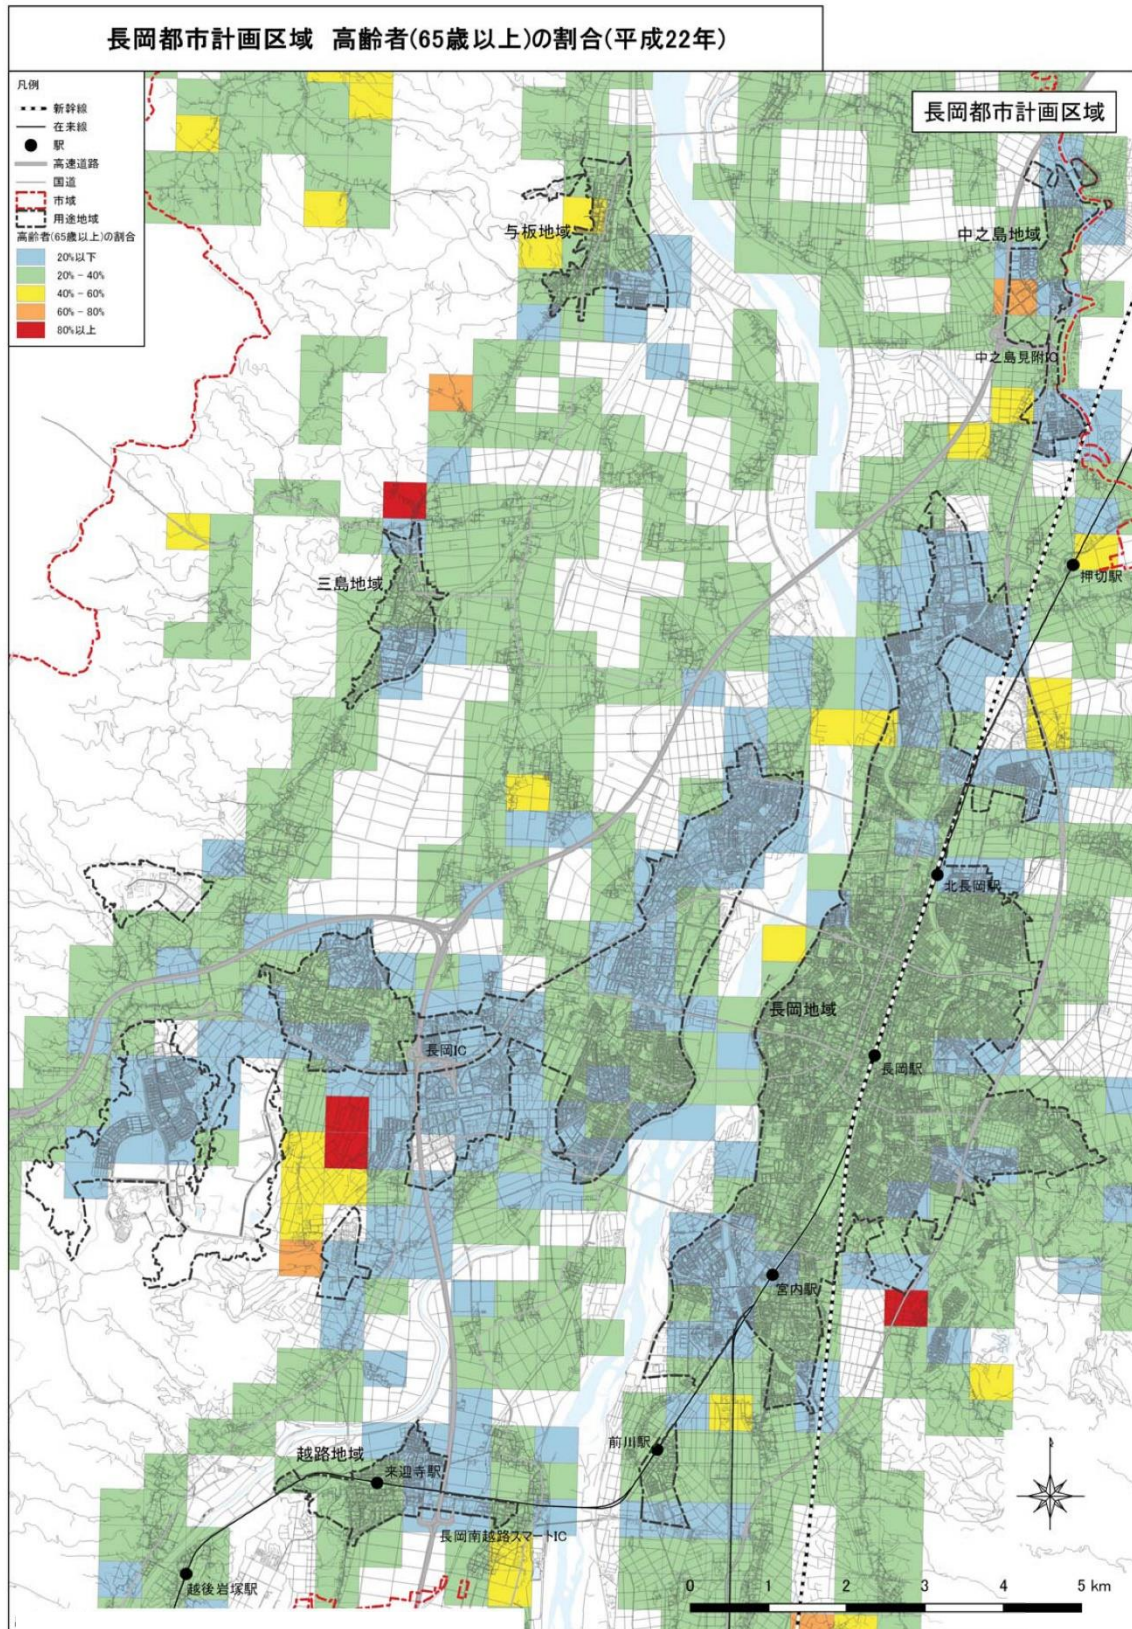 長岡都市計画区域 高齢者(65歳以上)の割合(平成22年)
凡例
新幹線
在来線
駅
高速道路
国道
市域
用途地域
高齢者(65歳以上)の割合
20%以下
20% - 40%
40% - 60%
60% - 80%
80%以上
長岡都市計画区域
与板地域
中之島地域
中之島見附IC
押切駅
三島地域
北長岡駅
長岡地域
長岡IC
長岡駅
宮内駅
前川駅
越路地域
来迎寺駅
長岡南越路スマートIC
越後岩塚駅
0 1 2 3 4 5 km